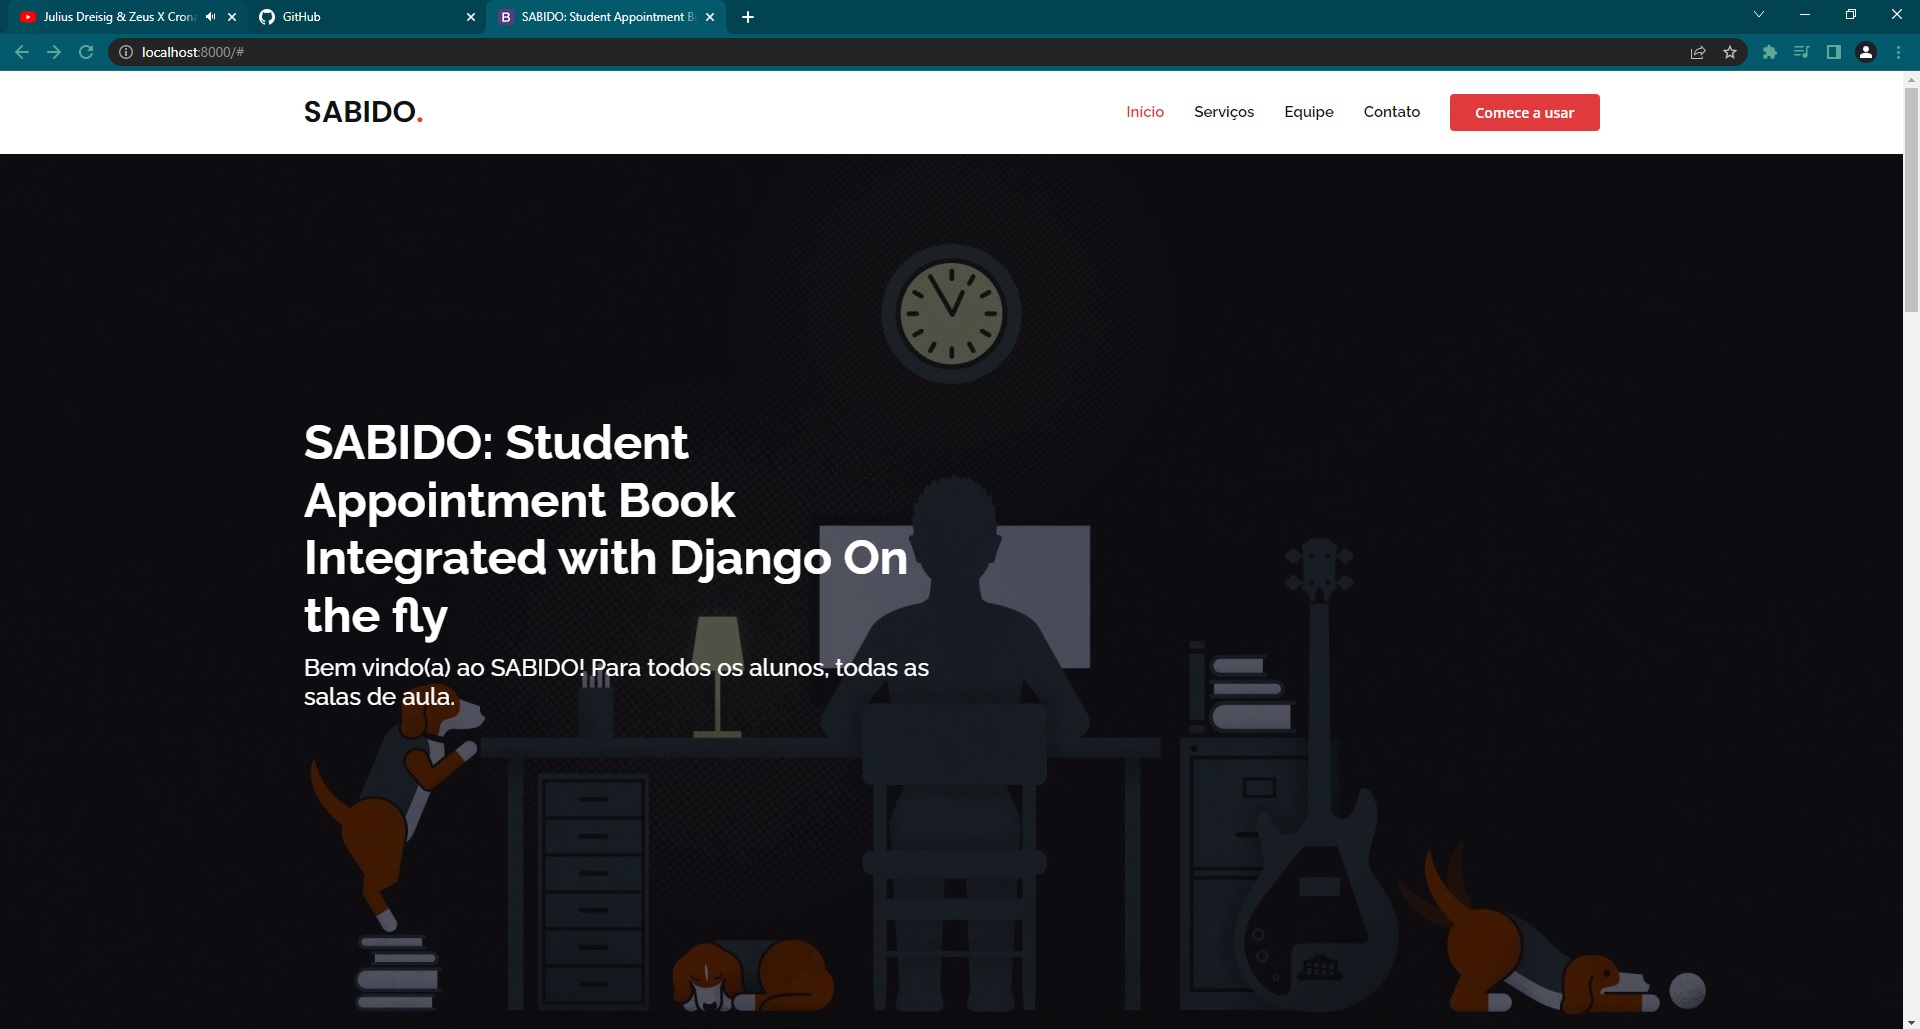 Julius Dreisig & Zeus X Crona
GitHub
SABIDO: Student Appointment B
localhost:8000/#
SABIDO.
Início
Serviços
Equipe
Contato
Comece a usar
SABIDO: Student
Appointment Book
Integrated with Django On
the fly
Bem vindo(a) ao SABIDO! Para todos os alunos, todas as
salas de aula.